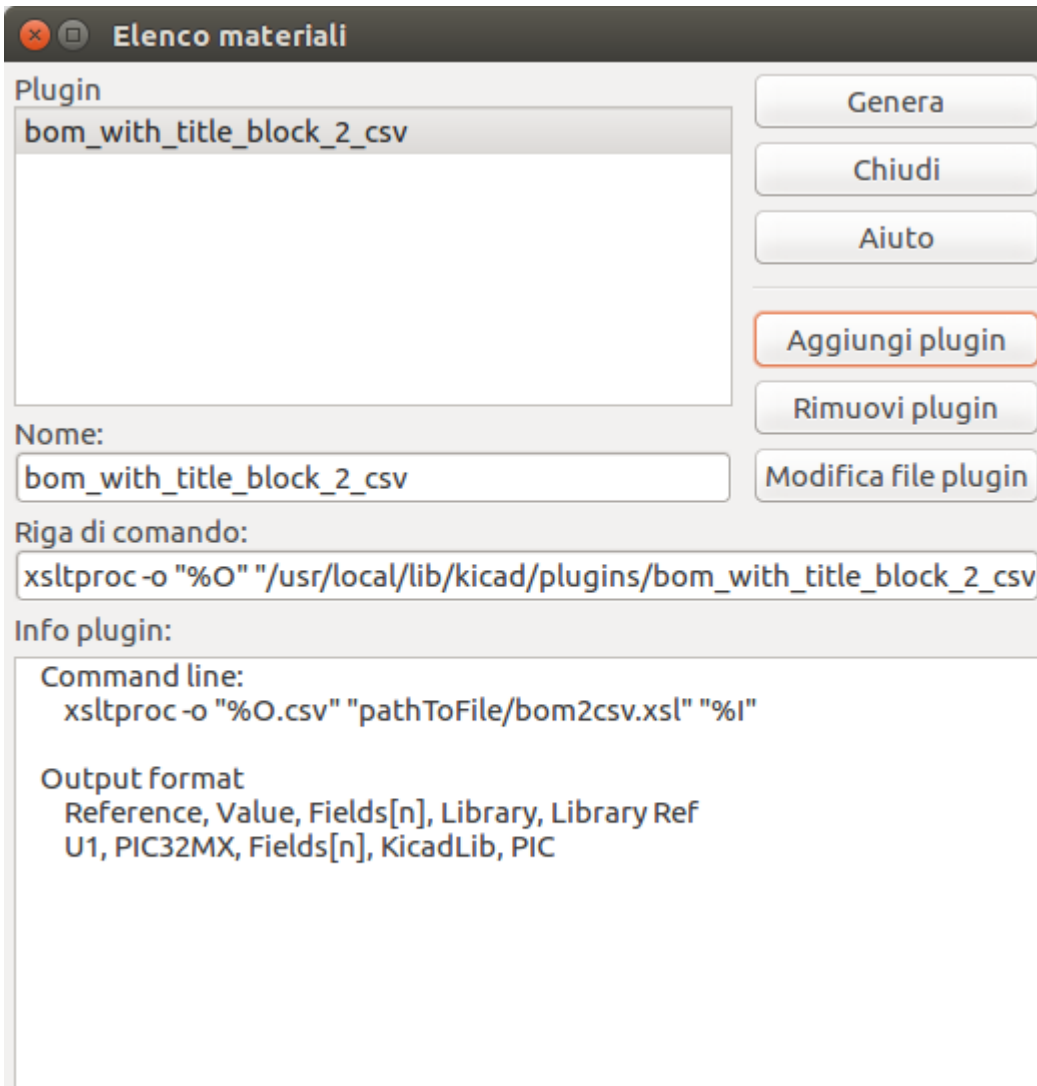 Elenco materiali
Plugin
bom_with_title_block_2_csv
Genera
Chiudi
Aiuto
Aggiungi plugin
Rimuovi plugin
Modifica file plugin
Nome:
bom_with_title_block_2_csv
Riga di comando:
xsltproc -o "%O" "/usr/local/lib/kicad/plugins/bom_with_title_block_2_csv
Info plugin:
Command line:
xsltproc -o "%O.csv" "pathToFile/bom2csv.xsl" "%I"
Output format
Reference, Value, Fields[n], Library, Library Ref
U1, PIC32MX, Fields[n], KicadLib, PIC